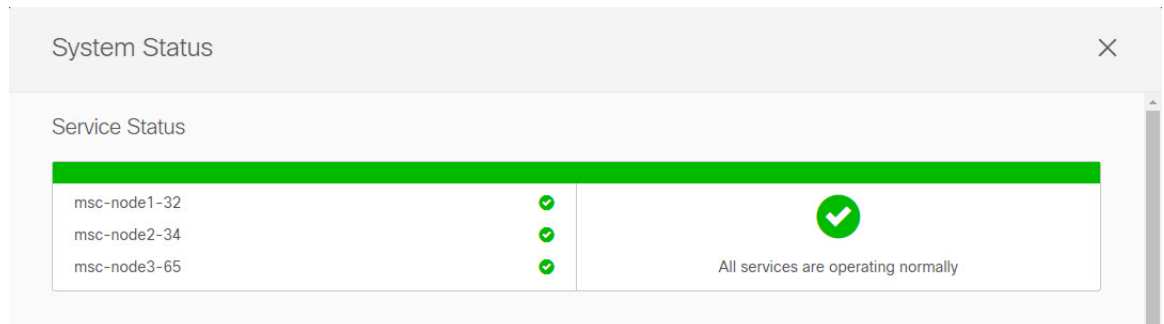 System Status
Service Status
msc-node1-32
msc-node2-34
msc-node3-65
All services are operating normally